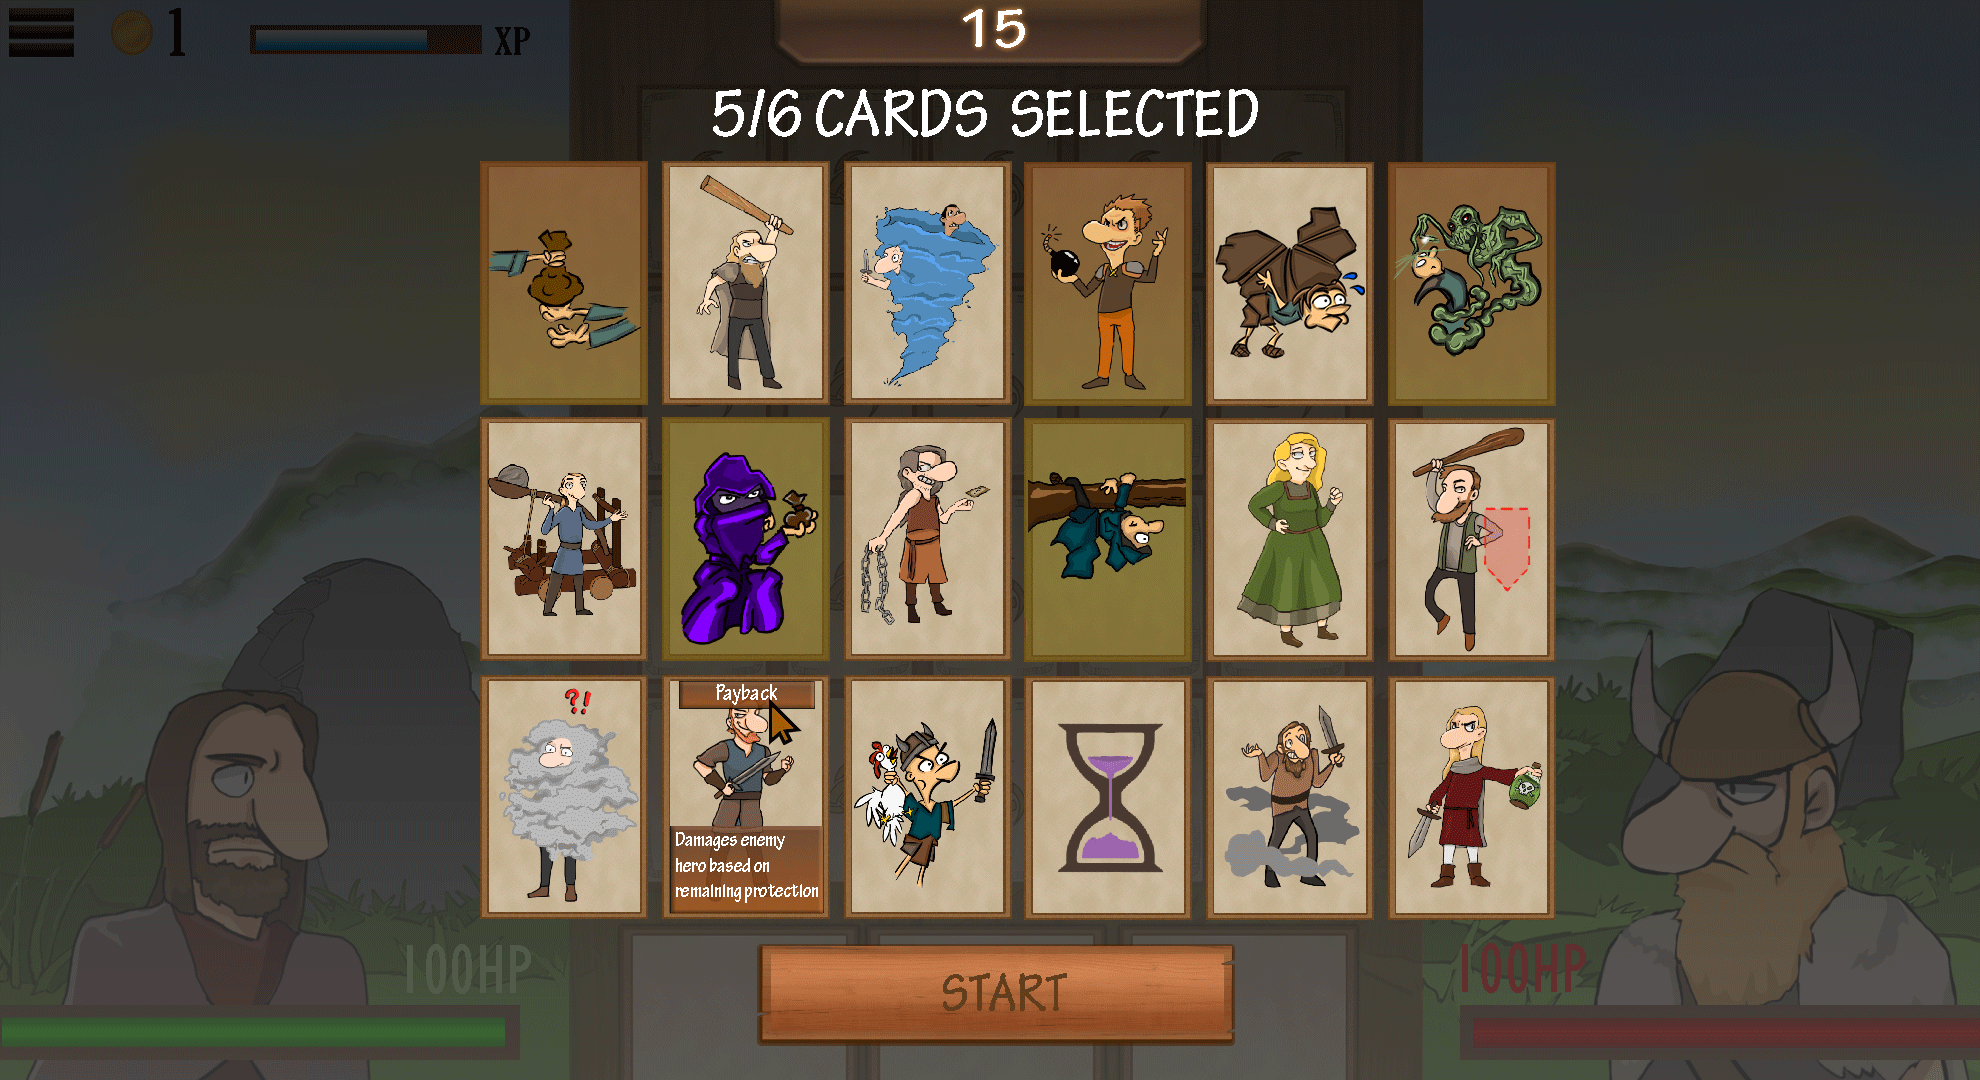 1
XP
15
5/6 CARDS SELECTED
?!
Payback
Damages enemy
hero based on
remaining protection
100HP
100HP
START